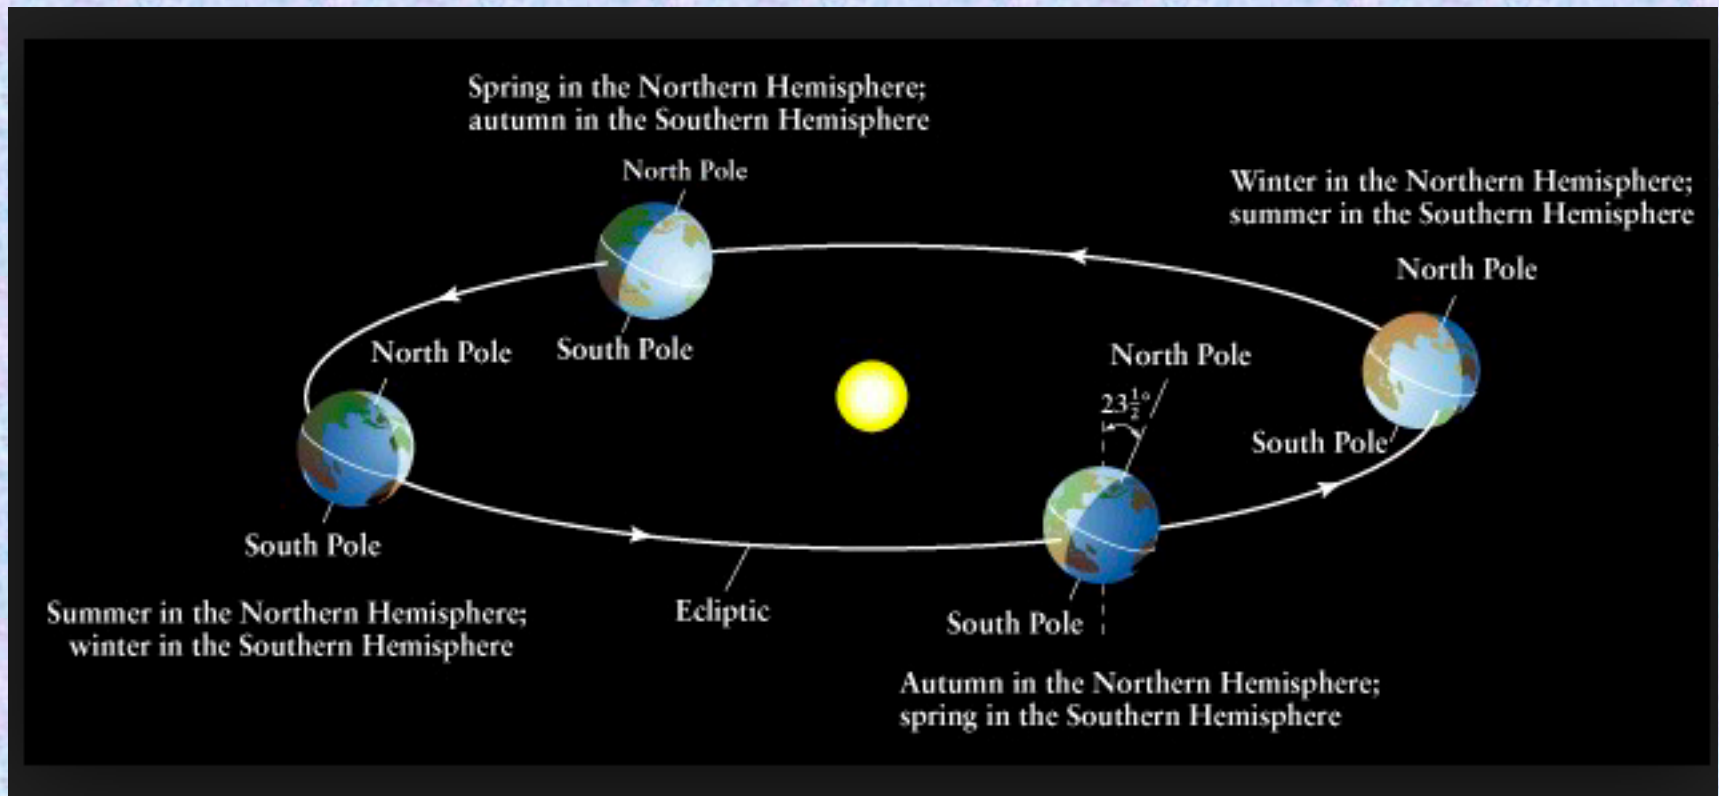 Spring in the Northern Hemisphere;
autumn in the Southern Hemisphere
North Pole
South Pole
Winter in the Northern Hemisphere;
summer in the Southern Hemisphere
North Pole
South Pole
North Pole
South Pole
Summer in the Northern Hemisphere;
winter in the Southern Hemisphere
Ecliptic
North Pole
23½°
South Pole
Autumn in the Northern Hemisphere;
spring in the Southern Hemisphere